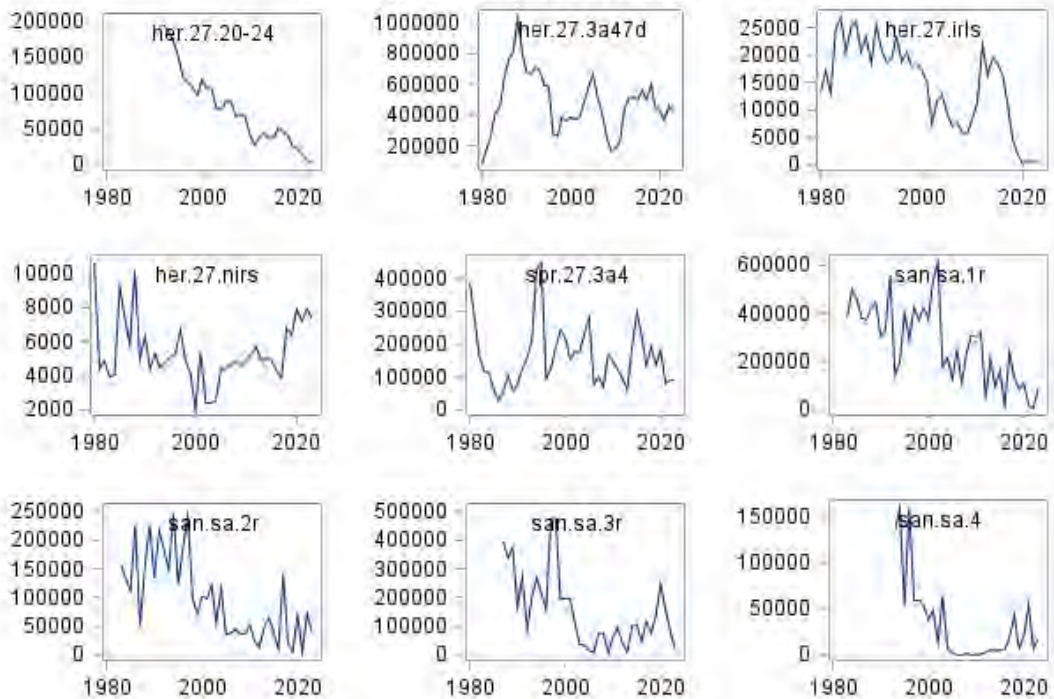 her.27.20-24
200000
150000
100000
50000
0
1980 2000 2020
her.27.3a47d
1000000
800000
600000
400000
200000
1980 2000 2020
her.27.irls
25000
20000
15000
10000
5000
0
1980 2000 2020
her.27.nirs
10000
8000
6000
4000
2000
1980 2000 2020
spr.27.3a4
400000
300000
200000
100000
0
1980 2000 2020
san.sa.1r
600000
400000
200000
0
1980 2000 2020
san.sa.2r
250000
200000
150000
100000
50000
0
1980 2000 2020
san.sa.3r
500000
400000
300000
200000
100000
0
1980 2000 2020
san.sa.4
150000
100000
50000
0
1980 2000 2020